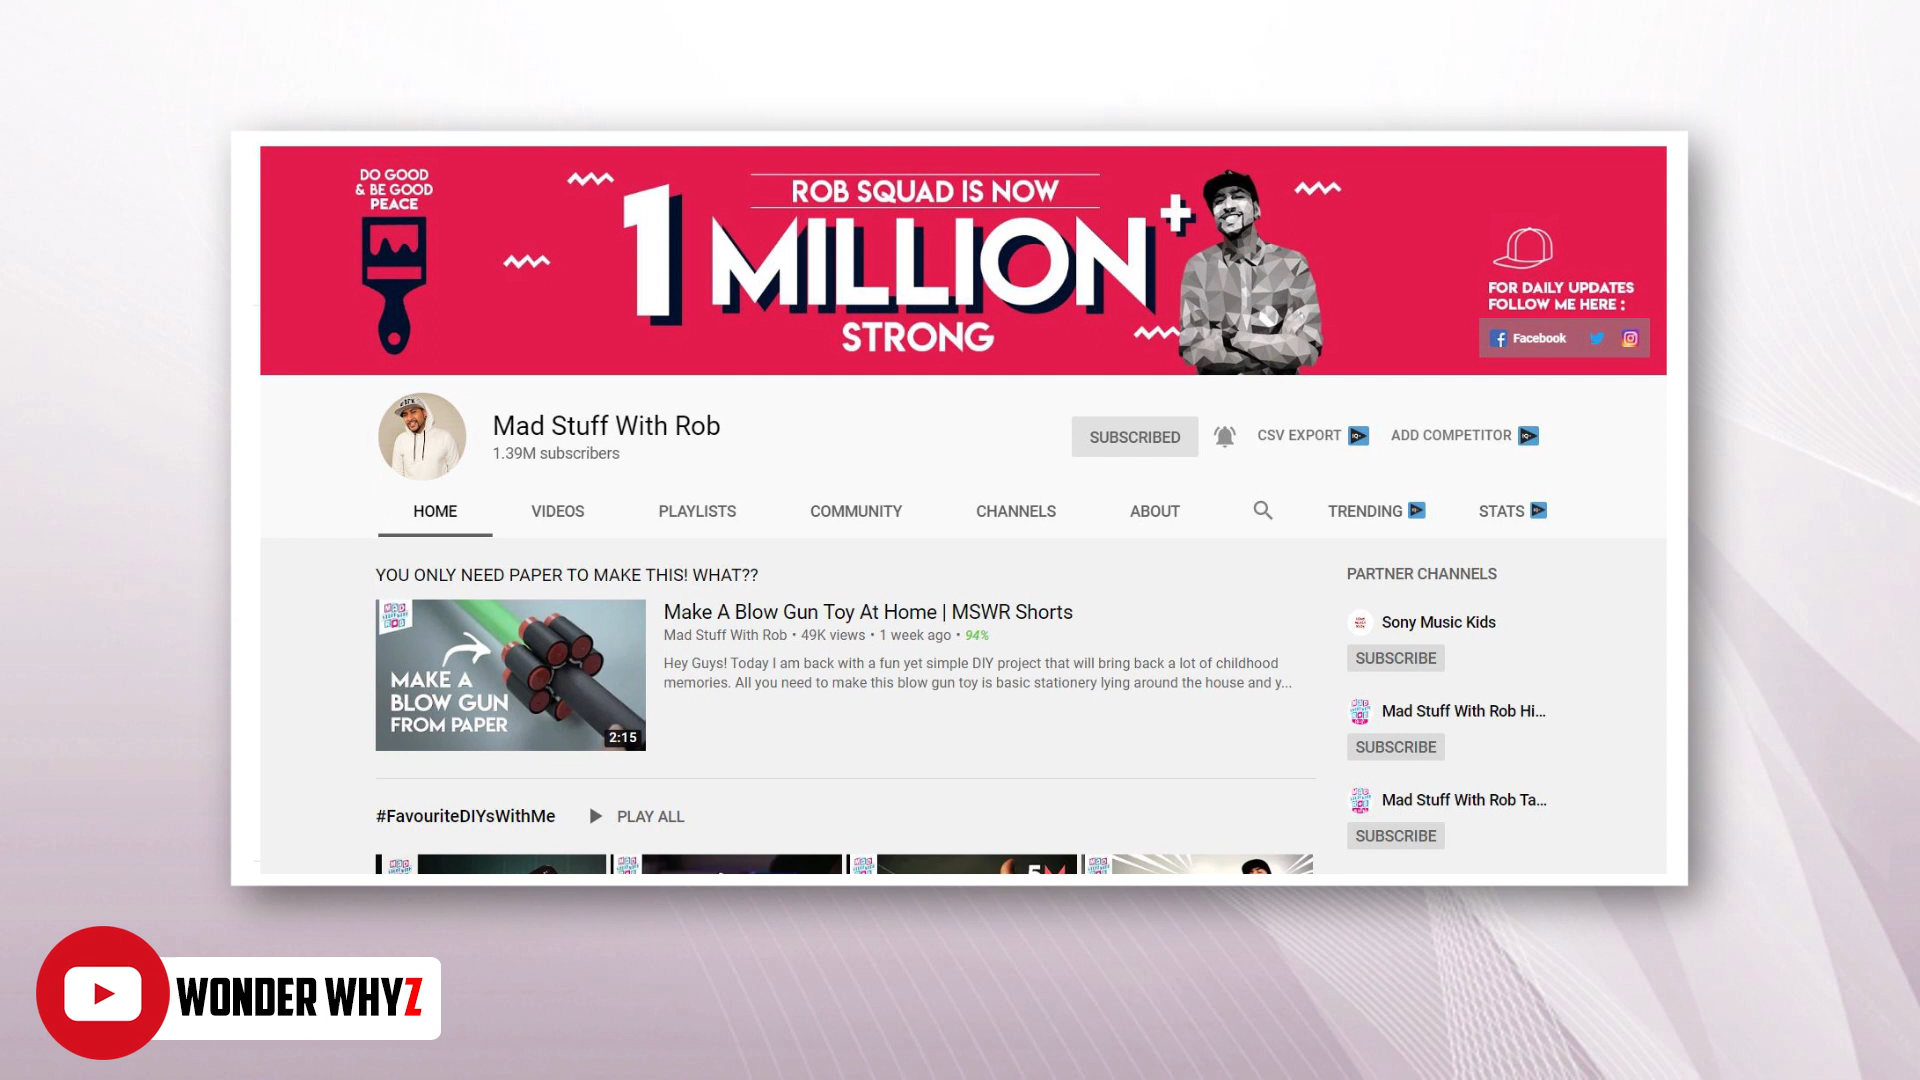 DO GOOD
& BE GOOD
PEACE
ROB SQUAD IS NOW
1 MILLION+
STRONG
FOR DAILY UPDATES
FOLLOW ME HERE :
Facebook
Mad Stuff With Rob
1.39M subscribers
SUBSCRIBED
CSV EXPORT
ADD COMPETITOR
HOME
VIDEOS
PLAYLISTS
COMMUNITY
CHANNELS
ABOUT
TRENDING
STATS
YOU ONLY NEED PAPER TO MAKE THIS! WHAT??
MAD
ROB
MAKE A
BLOW GUN
FROM PAPER
2:15
Make A Blow Gun Toy At Home | MSWR Shorts
Mad Stuff With Rob • 49K views • 1 week ago • 94%
Hey Guys! Today I am back with a fun yet simple DIY project that will bring back a lot of childhood
memories. All you need to make this blow gun toy is basic stationery lying around the house and y...
PARTNER CHANNELS
Sony Music Kids
SUBSCRIBE
Mad Stuff With Rob Hi...
SUBSCRIBE
Mad Stuff With Rob Ta...
SUBSCRIBE
#FavouriteDIYsWithMe
PLAY ALL
WONDER WHYZ